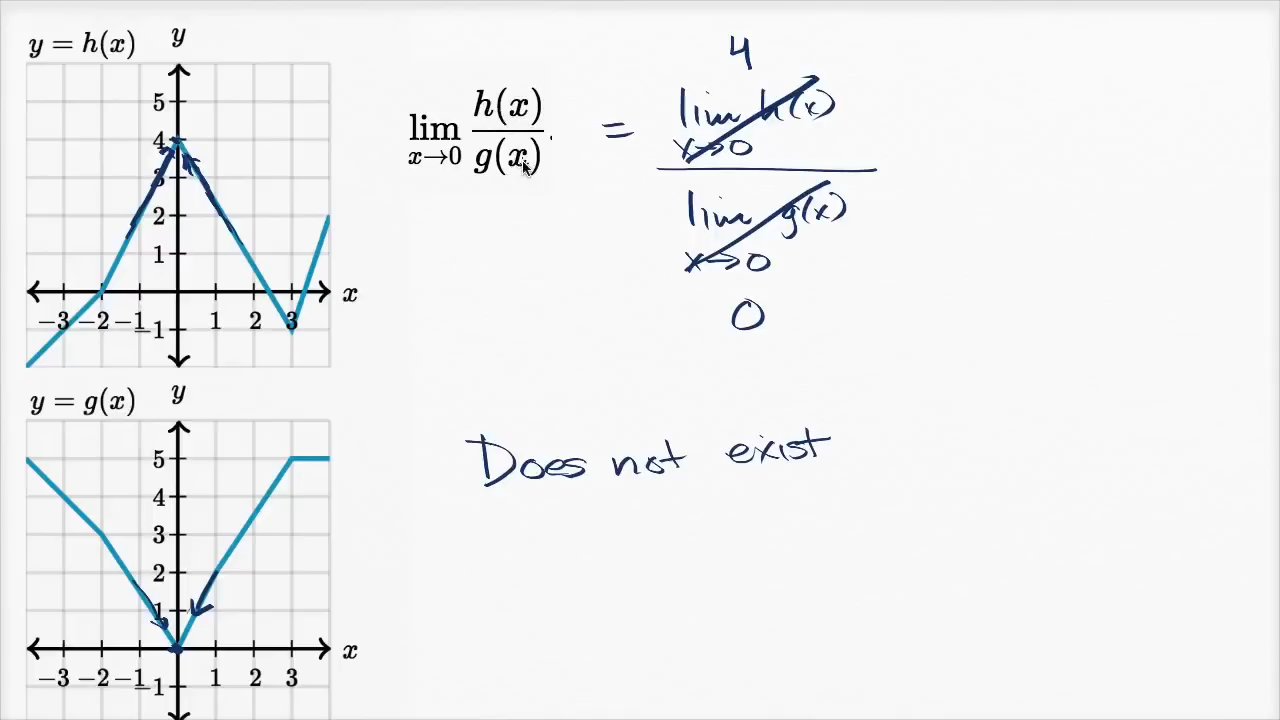 y = h(x)
y
5
4
3
2
1
−3 −2 −1 1 2 3 x
−1
y = g(x)
y
5
4
3
2
1
x
−3 −2 −1 1 2 3
−1
lim x→0 h(x)/g(x) .
=
4
lim h(x)
x→0
lim g(x)
x→0
0
Does not exist